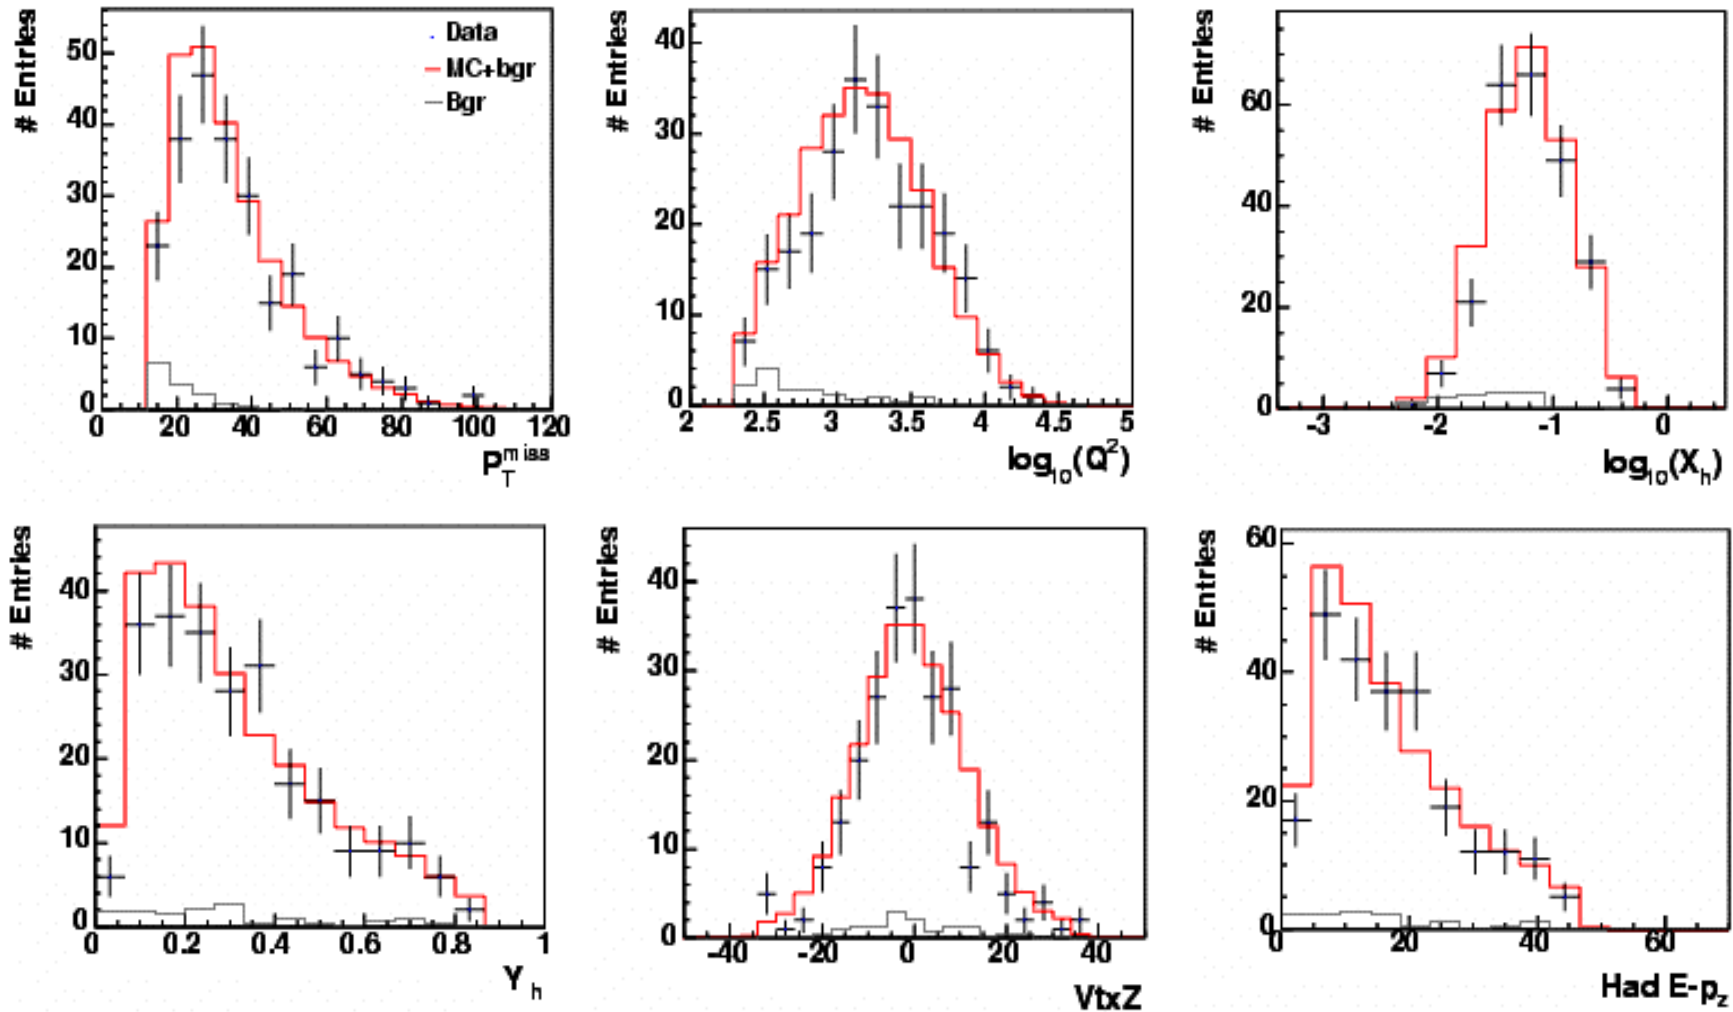 # Entries
50
40
30
20
10
0
Data
MC+bgr
Bgr
0 20 40 60 80 100 120
P_T^miss
# Entries
40
30
20
10
0
2 2.5 3 3.5 4 4.5 5
log₁₀(Q²)
# Entries
60
40
20
0
-3 -2 -1 0
log₁₀(X_h)
# Entries
40
30
20
10
0
0 0.2 0.4 0.6 0.8 1
Y_h
# Entries
40
30
20
10
0
-40 -20 0 20 40
VtxZ
# Entries
60
40
20
0
0 20 40 60
Had E-p_z